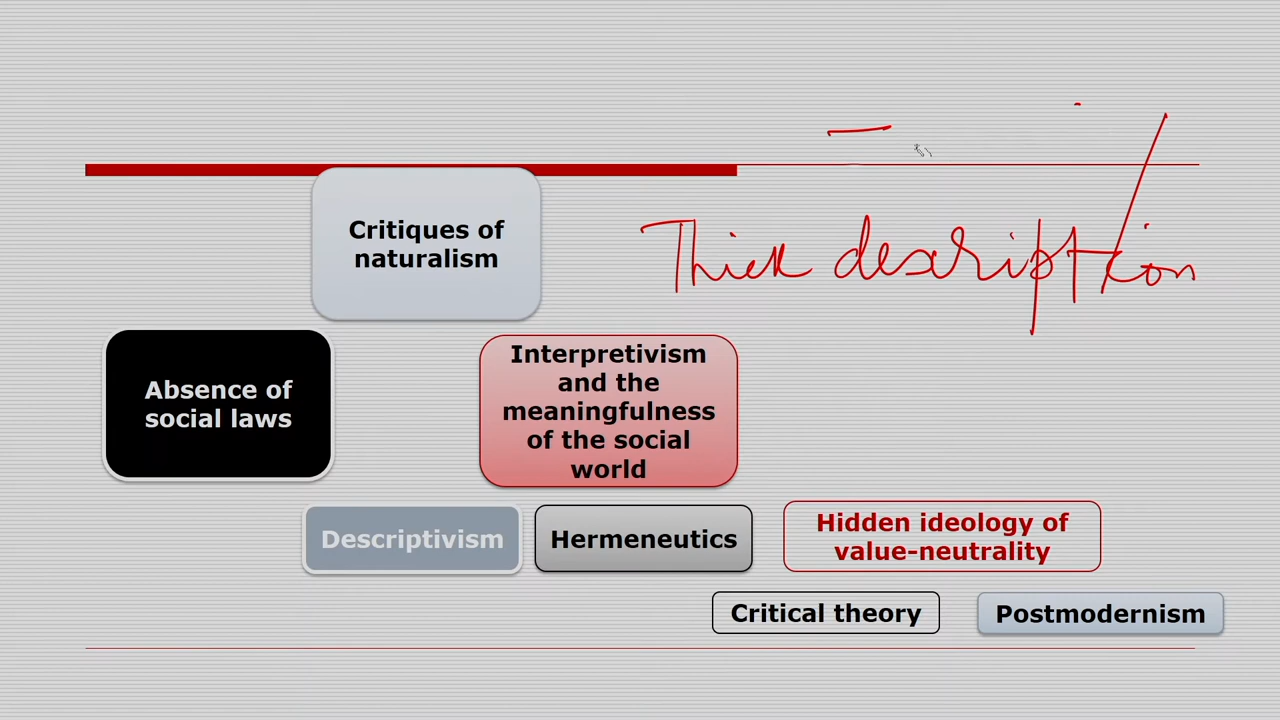 Critiques of
naturalism
Thick description
Absence of
social laws
Interpretivism
and the
meaningfulness
of the social
world
Descriptivism
Hermeneutics
Hidden ideology of
value-neutrality
Critical theory
Postmodernism